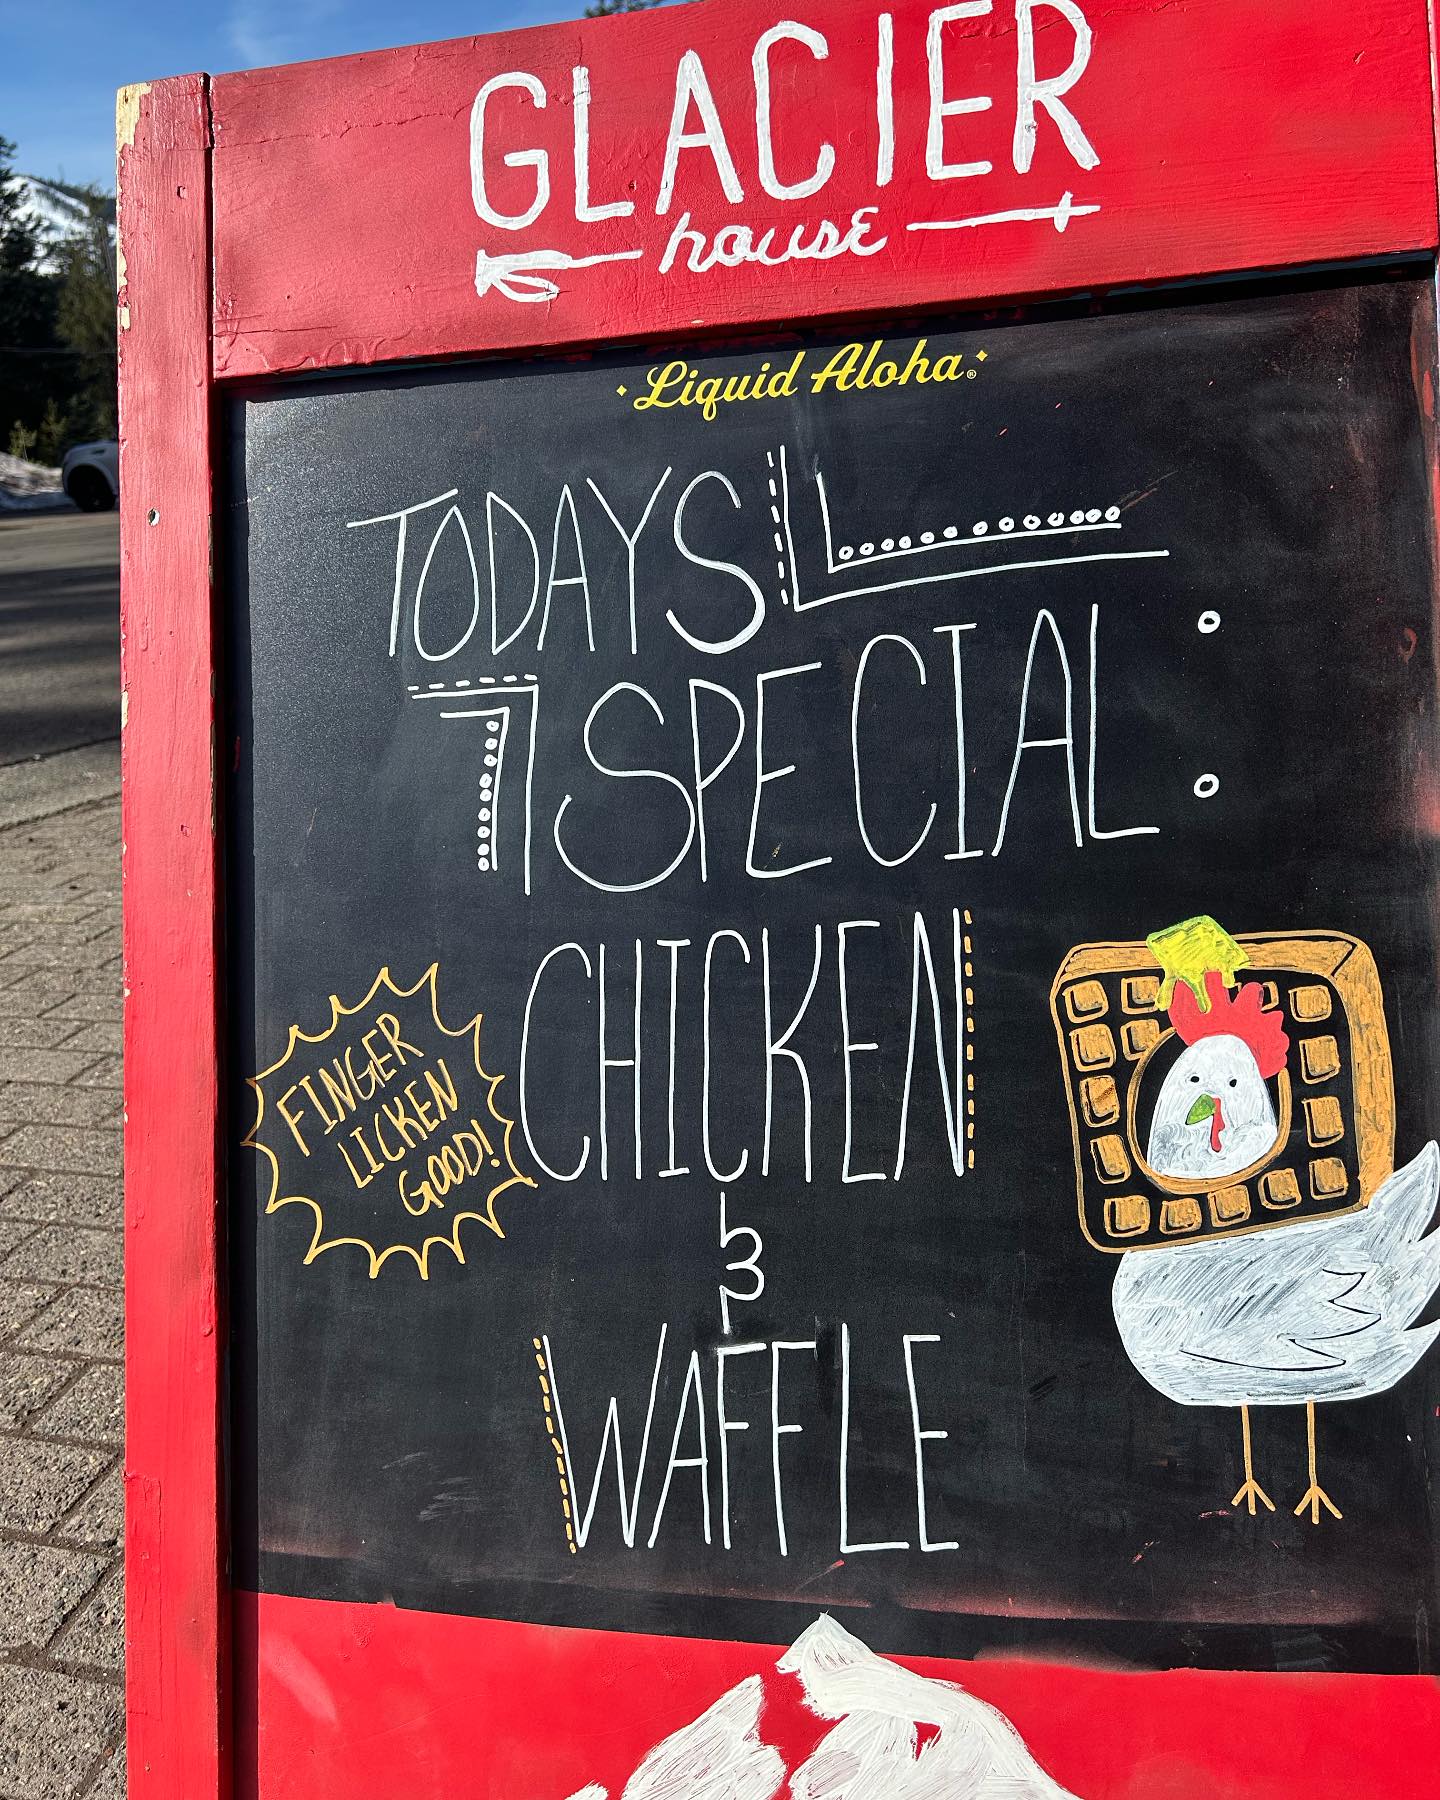 GLACIER
house
Liquid Aloha®
TODAYS
SPECIAL :
CHICKEN
&
WAFFLE
FINGER
LICKEN
GOOD!